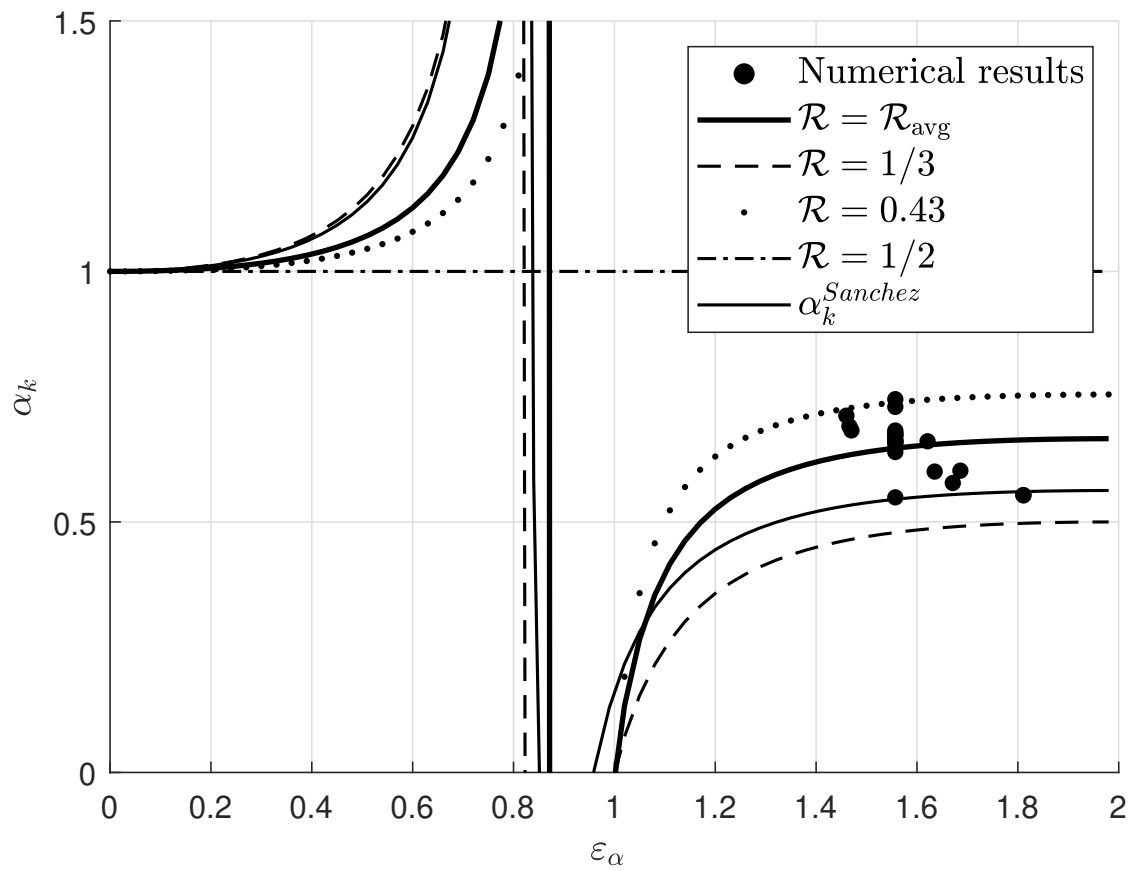 1.5
1
0.5
0
α_k
Numerical results
ℛ = ℛ_avg
ℛ = 1/3
ℛ = 0.43
ℛ = 1/2
α_k^Sanchez
0 0.2 0.4 0.6 0.8 1 1.2 1.4 1.6 1.8 2
ε_α